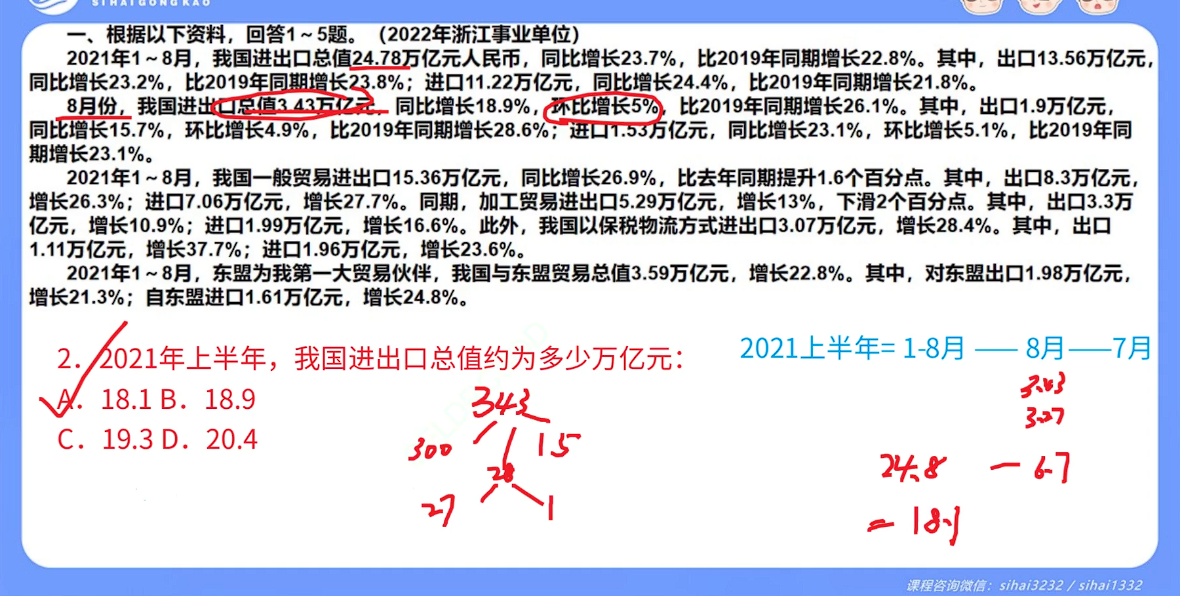 SIHAIGONGKAO
一、根据以下资料，回答1～5题。（2022年浙江事业单位）
2021年1～8月，我国进出口总值24.78万亿元人民币，同比增长23.7%，比2019年同期增长22.8%。其中，出口13.56万亿元，
同比增长23.2%，比2019年同期增长23.8%；进口11.22万亿元，同比增长24.4%，比2019年同期增长21.8%。
8月份，我国进出口总值3.43万亿元，同比增长18.9%，环比增长5%，比2019年同期增长26.1%。其中，出口1.9万亿元，
同比增长15.7%，环比增长4.9%，比2019年同期增长28.6%；进口1.53万亿元，同比增长23.1%，环比增长5.1%，比2019年同
期增长23.1%。
2021年1～8月，我国一般贸易进出口15.36万亿元，同比增长26.9%，比去年同期提升1.6个百分点。其中，出口8.3万亿元，
增长26.3%；进口7.06万亿元，增长27.7%。同期，加工贸易进出口5.29万亿元，增长13%，下滑2个百分点。其中，出口3.3万
亿元，增长10.9%；进口1.99万亿元，增长16.6%。此外，我国以保税物流方式进出口3.07万亿元，增长28.4%。其中，出口
1.11万亿元，增长37.7%；进口1.96万亿元，增长23.6%。
2021年1～8月，东盟为我第一大贸易伙伴，我国与东盟贸易总值3.59万亿元，增长22.8%。其中，对东盟出口1.98万亿元，
增长21.3%；自东盟进口1.61万亿元，增长24.8%。
2．2021年上半年，我国进出口总值约为多少万亿元：
A．18.1 B．18.9
C．19.3 D．20.4
343
300 15
28
27 1
2021上半年= 1-8月 —— 8月——7月
3.43
3.27
24.8 — 6.7
= 18.1
课程咨询微信：sihai3232 / sihai1332